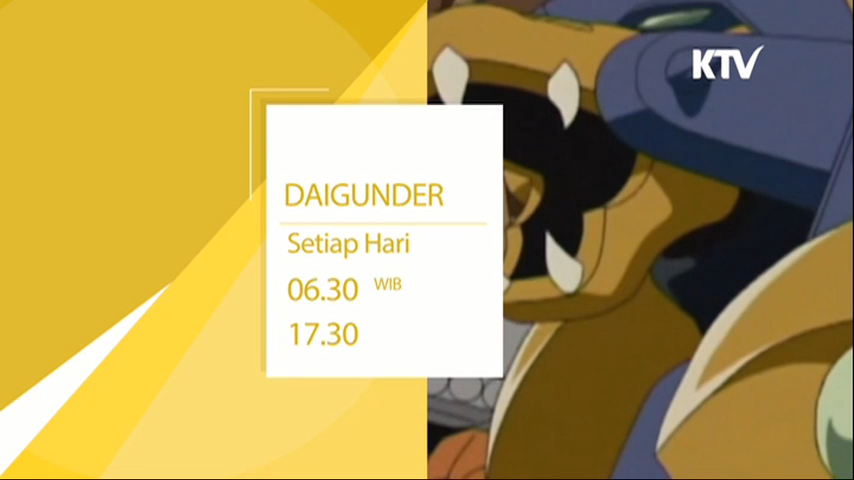 KTV
DAIGUNDER
Setiap Hari
06.30 WIB
17.30